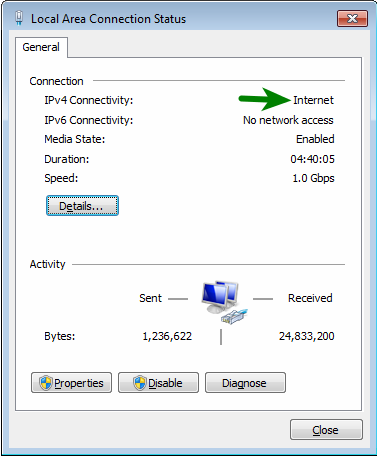 Local Area Connection Status
General
Connection
IPv4 Connectivity: Internet
IPv6 Connectivity: No network access
Media State: Enabled
Duration: 04:40:05
Speed: 1.0 Gbps
Details...
Activity
Sent Received
Bytes: 1,236,622 24,833,200
Properties Disable Diagnose
Close